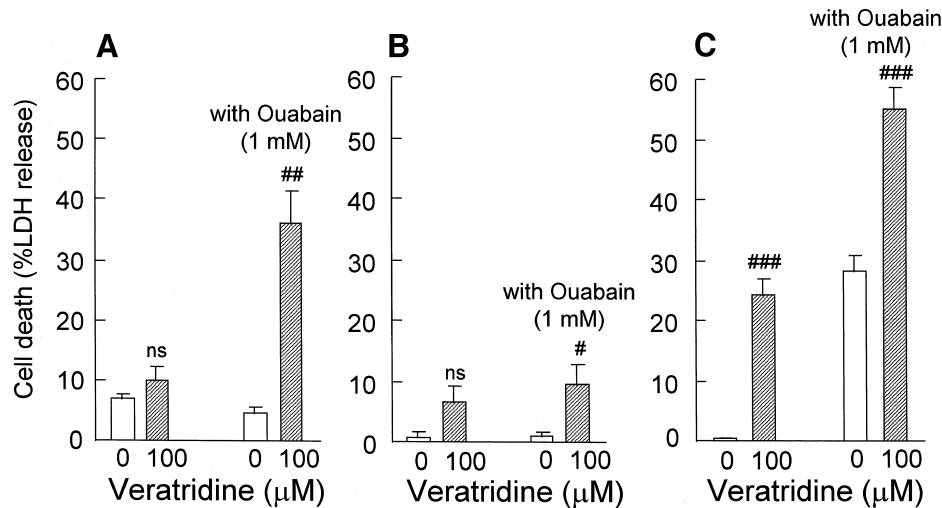 A
Cell death (%LDH release)
60
50
40
30
20
10
0
with Ouabain
(1 mM)
##
ns
0 100 0 100
Veratridine (μM)
B
60
50
40
30
20
10
0
with Ouabain
(1 mM)
#
ns
0 100 0 100
Veratridine (μM)
C
60
50
40
30
20
10
0
with Ouabain
(1 mM)
###
###
0 100 0 100
Veratridine (μM)